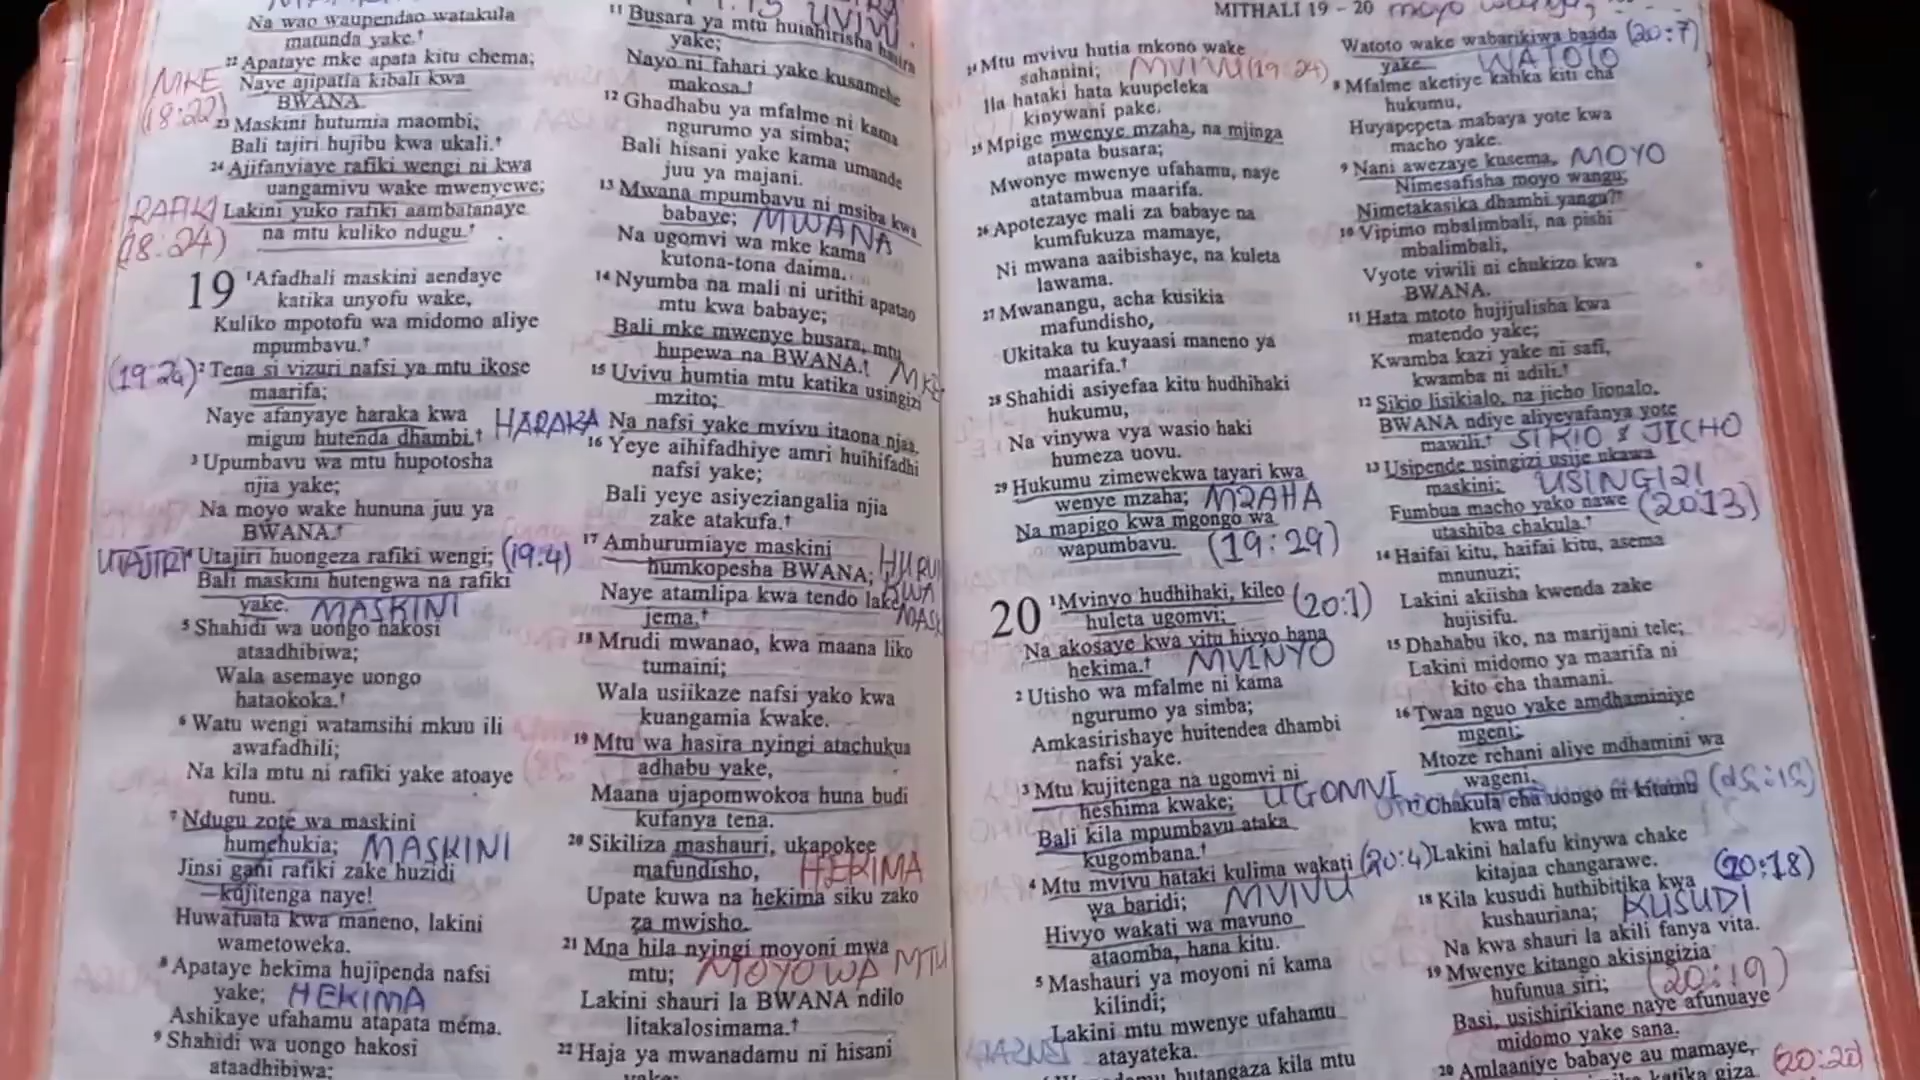 Na wao waupendao watakula
matunda yake.†
22 Apataye mke apata kitu chema;
Naye ajipatia kibali kwa
BWANA.
MKE
(18:22)
23 Maskini hutumia maombi;
Bali tajiri hujibu kwa ukali.†
24 Ajifanyiaye rafiki wengi ni kwa
uangamivu wake mwenyewe;
RAFIKI Lakini yuko rafiki aambatanaye
na mtu kuliko ndugu.†
(18:24)
19 1 Afadhali maskini aendaye
katika unyofu wake,
Kuliko mpotofu wa midomo aliye
mpumbavu.†
(19:2a) 2 Tena si vizuri nafsi ya mtu ikose
maarifa;
Naye afanyaye haraka kwa
miguu hutenda dhambi.† HARAKA
3 Upumbavu wa mtu hupotosha
njia yake;
Na moyo wake hununa juu ya
BWANA.†
UTAJIRI 4 Utajiri huongeza rafiki wengi; (19:4)
Bali maskini hutengwa na rafiki
yake. MASKINI
5 Shahidi wa uongo hakosi
ataadhibiwa;
Wala asemaye uongo
hataokoka.†
6 Watu wengi watamsihi mkuu ili
awafadhili;
Na kila mtu ni rafiki yake atoaye
tunu.
7 Ndugu zote wa maskini
humchukia; MASKINI
Jinsi gani rafiki zake huzidi
kujitenga naye!
Huwafuata kwa maneno, lakini
wametoweka.
8 Apataye hekima hujipenda nafsi
yake; HEKIMA
Ashikaye ufahamu atapata mema.
9 Shahidi wa uongo hakosi
ataadhibiwa;
UVIVU
11 Busara ya mtu huiahirisha hasira
yake;
Nayo ni fahari yake kusamehe
makosa.†
12 Ghadhabu ya mfalme ni kama
ngurumo ya simba;
Bali hisani yake kama umande
juu ya majani.
13 Mwana mpumbavu ni msiba kwa
babaye; MWANA
Na ugomvi wa mke kama
kutona-tona daima.
14 Nyumba na mali ni urithi apatao
mtu kwa babaye;
Bali mke mwenye busara, mtu
hupewa na BWANA.† MKE
15 Uvivu humtia mtu katika usingizi
mzito;
Na nafsi yake mvivu itaona njaa.
16 Yeye aihifadhiye amri huihifadhi
nafsi yake;
Bali yeye asiyeziangalia njia
zake atakufa.†
17 Amhurumiaye maskini
humkopesha BWANA;
Naye atamlipa kwa tendo lake
jema.†
18 Mrudi mwanao, kwa maana liko
tumaini;
Wala usiikaze nafsi yako kwa
kuangamia kwake.
19 Mtu wa hasira nyingi atachukua
adhabu yake,
Maana ujapomwokoa huna budi
kufanya tena.
20 Sikiliza mashauri, ukapokee
mafundisho, HEKIMA
Upate kuwa na hekima siku zako
za mwisho.
21 Mna hila nyingi moyoni mwa
mtu; MOYO WA MTU
Lakini shauri la BWANA ndilo
litakalosimama.†
22 Haja ya mwanadamu ni hisani
yake;
MITHALI 19 - 20
24 Mtu mvivu hutia mkono wake
sahanini; MVIVU (19:24)
Ila hataki hata kuupeleka
kinywani pake.
25 Mpige mwenye mzaha, na mjinga
atapata busara;
Mwonye mwenye ufahamu, naye
atatambua maarifa.
26 Apotezaye mali za babaye na
kumfukuza mamaye,
Ni mwana aaibishaye, na kuleta
lawama.
27 Mwanangu, acha kusikia
mafundisho,
Ukitaka tu kuyaasi maneno ya
maarifa.†
28 Shahidi asiyefaa kitu hudhihaki
hukumu,
Na vinywa vya wasio haki
humeza uovu.
29 Hukumu zimewekwa tayari kwa
wenye mzaha; MZAHA
Na mapigo kwa mgongo wa
wapumbavu. (19:29)
20 1 Mvinyo hudhihaki, kileo (20:1)
huleta ugomvi;
Na akosaye kwa vitu hivyo hana
hekima.† MVINYO
2 Utisho wa mfalme ni kama
ngurumo ya simba;
Amkasirishaye huitendea dhambi
nafsi yake.
3 Mtu kujitenga na ugomvi ni
heshima kwake; UGOMVI
Bali kila mpumbavu ataka
kugombana.†
4 Mtu mvivu hataki kulima wakati (20:4)
wa baridi; MVIVU
Hivyo wakati wa mavuno
ataomba, hana kitu.
5 Mashauri ya moyoni ni kama
kilindi;
Lakini mtu mwenye ufahamu
atayateka.
hutangaza kila mtu
Watoto wake wabarikiwa baada (20:7)
yake. WATOTO
8 Mfalme aketiye katika kiti cha
hukumu,
Huyapepeta mabaya yote kwa
macho yake.
9 Nani awezaye kusema, MOYO
Nimesafisha moyo wangu;
Nimetakasika dhambi yangu?†
10 Vipimo mbalimbali, na pishi
mbalimbali,
Vyote viwili ni chukizo kwa
BWANA.
11 Hata mtoto hujijulisha kwa
matendo yake;
Kwamba kazi yake ni safi,
kwamba ni adili.†
12 Sikio lisikialo, na jicho lionalo,
BWANA ndiye aliyeyafanya yote
mawili.† SIKIO & JICHO
13 Usipende usingizi usije ukawa
maskini; USINGIZI
Fumbua macho yako nawe (20:13)
utashiba chakula.†
14 Haifai kitu, haifai kitu, asema
mnunuzi;
Lakini akiisha kwenda zake
hujisifu.
15 Dhahabu iko, na marijani tele;
Lakini midomo ya maarifa ni
kito cha thamani.
16 Twaa nguo yake amdhaminiye
mgeni;
Mtoze rehani aliye mdhamini wa
wageni.
17 Chakula cha uongo ni kitamu
kwa mtu;
Lakini halafu kinywa chake
kitajaa changarawe.
18 Kila kusudi huthibitika kwa (20:18)
kushauriana; KUSUDI
Na kwa shauri la akili fanya vita.
19 Mwenye kitango akisingizia
hufunua siri; (20:19)
Basi, usishirikiane naye afunuaye
midomo yake sana.
20 Amlaaniye babaye au mamaye, (20:20)
katika giza